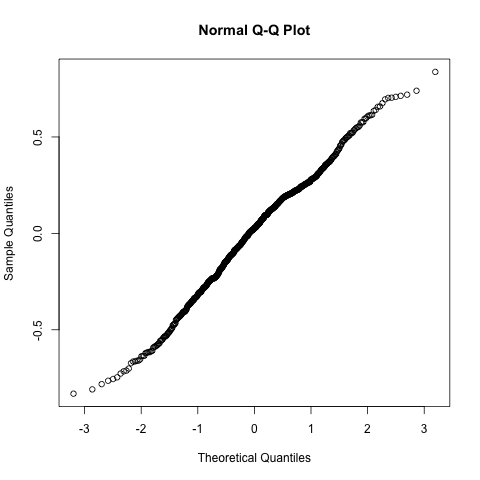 Normal Q-Q Plot
0.5
0.0
-0.5
Sample Quantiles
-3 -2 -1 0 1 2 3
Theoretical Quantiles